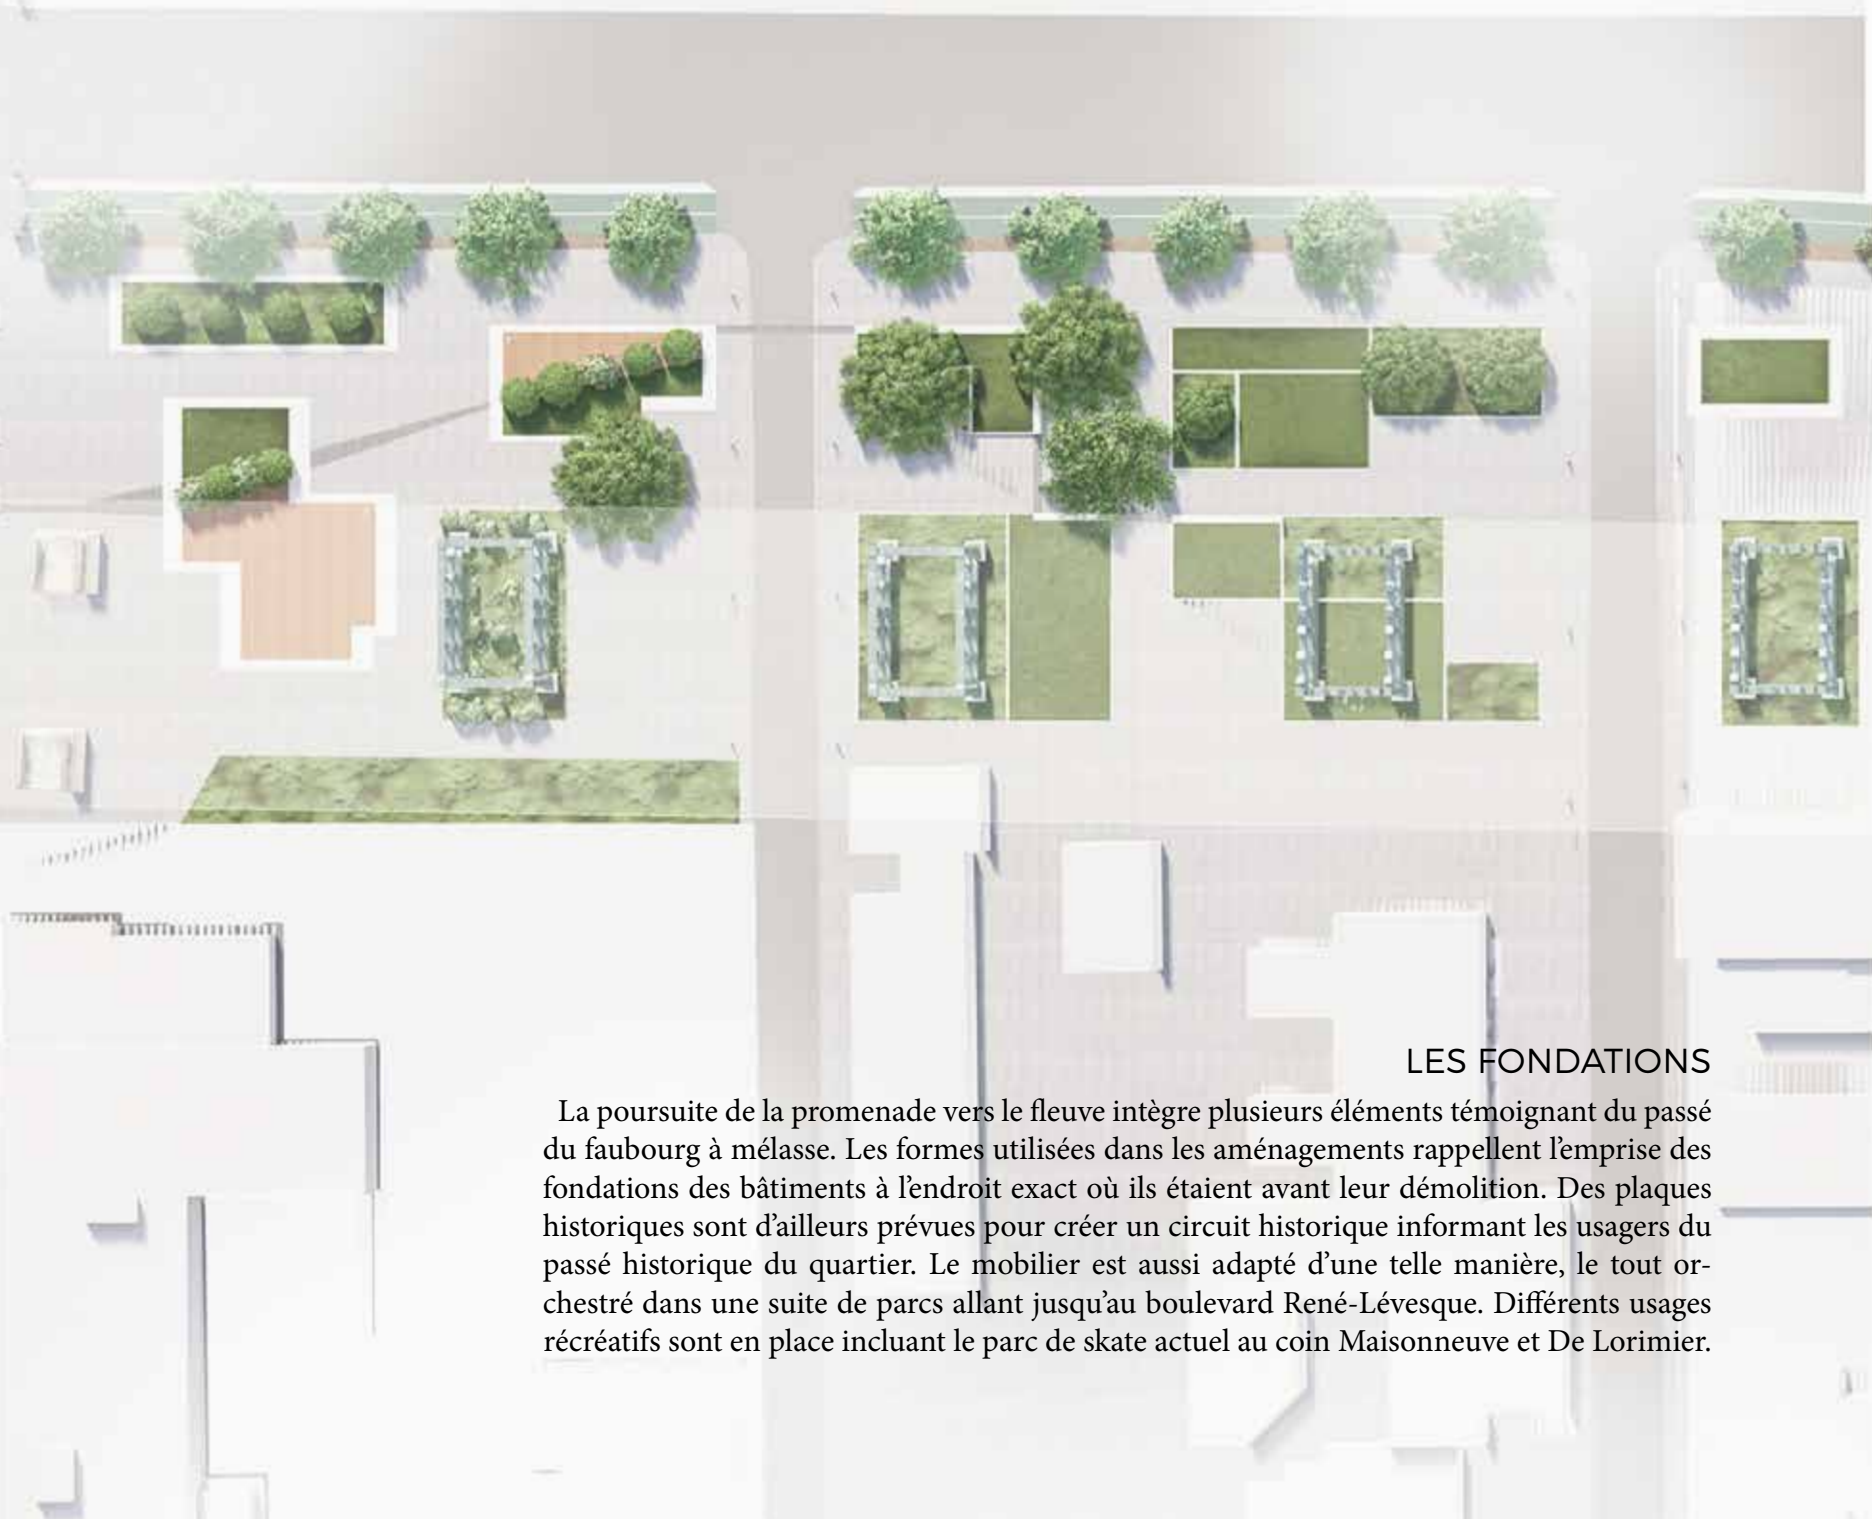 LES FONDATIONS
La poursuite de la promenade vers le fleuve intègre plusieurs éléments témoignant du passé
du faubourg à mélasse. Les formes utilisées dans les aménagements rappellent l’emprise des
fondations des bâtiments à l’endroit exact où ils étaient avant leur démolition. Des plaques
historiques sont d’ailleurs prévues pour créer un circuit historique informant les usagers du
passé historique du quartier. Le mobilier est aussi adapté d’une telle manière, le tout or-
chestré dans une suite de parcs allant jusqu’au boulevard René-Lévesque. Différents usages
récréatifs sont en place incluant le parc de skate actuel au coin Maisonneuve et De Lorimier.